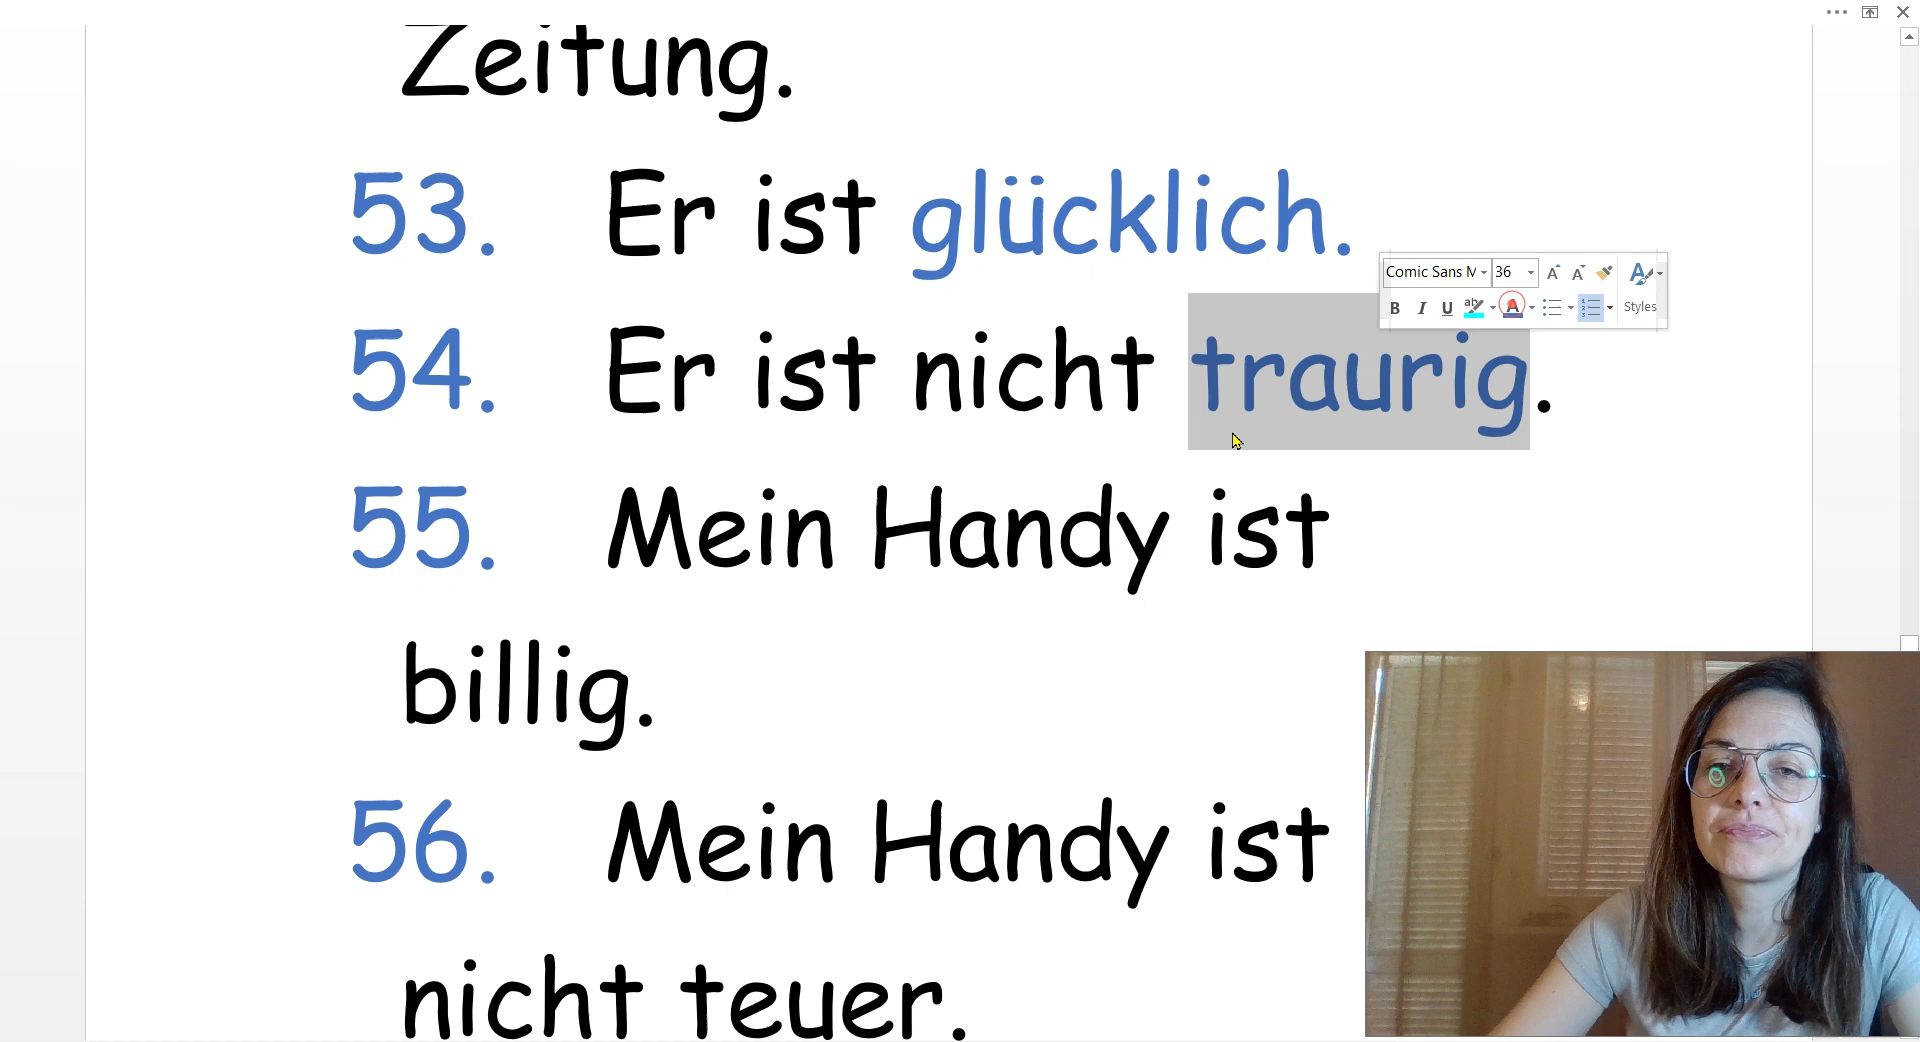 Zeitung.
53. Er ist glücklich.
Comic Sans M 36
B I U Styles
54. Er ist nicht traurig.
55. Mein Handy ist
billig.
56. Mein Handy ist
nicht teuer.